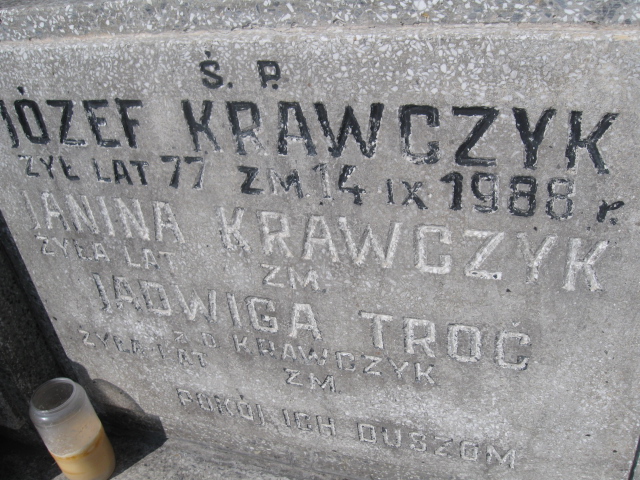 Ś. P.
JÓZEF KRAWCZYK
ŻYŁ LAT 77 ZM. 14 IX 1988 r.
JANINA KRAWCZYK
ŻYŁA LAT ZM.
JADWIGA TROĆ
Z D. KRAWCZYK
ŻYŁA LAT ZM.
POKÓJ ICH DUSZOM